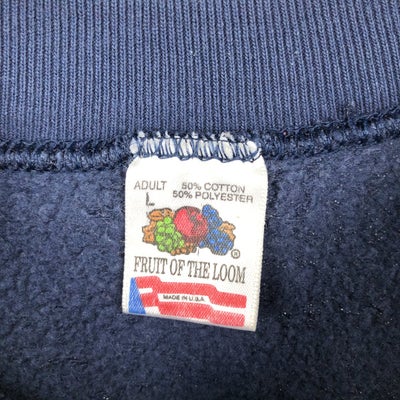 ADULT 50% COTTON
L 50% POLYESTER
®
FRUIT OF THE LOOM
MADE IN U.S.A.